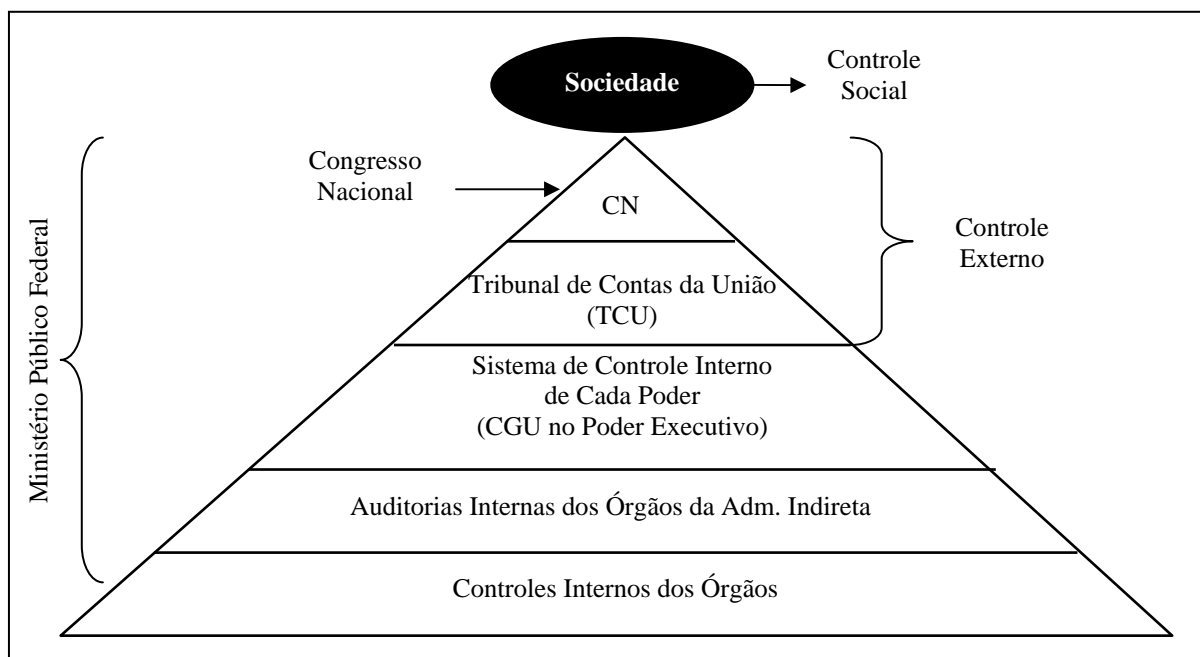 Sociedade
Controle
Social
Congresso
Nacional
CN
Controle
Externo
Ministério Público Federal
Tribunal de Contas da União
(TCU)
Sistema de Controle Interno
de Cada Poder
(CGU no Poder Executivo)
Auditorias Internas dos Órgãos da Adm. Indireta
Controles Internos dos Órgãos